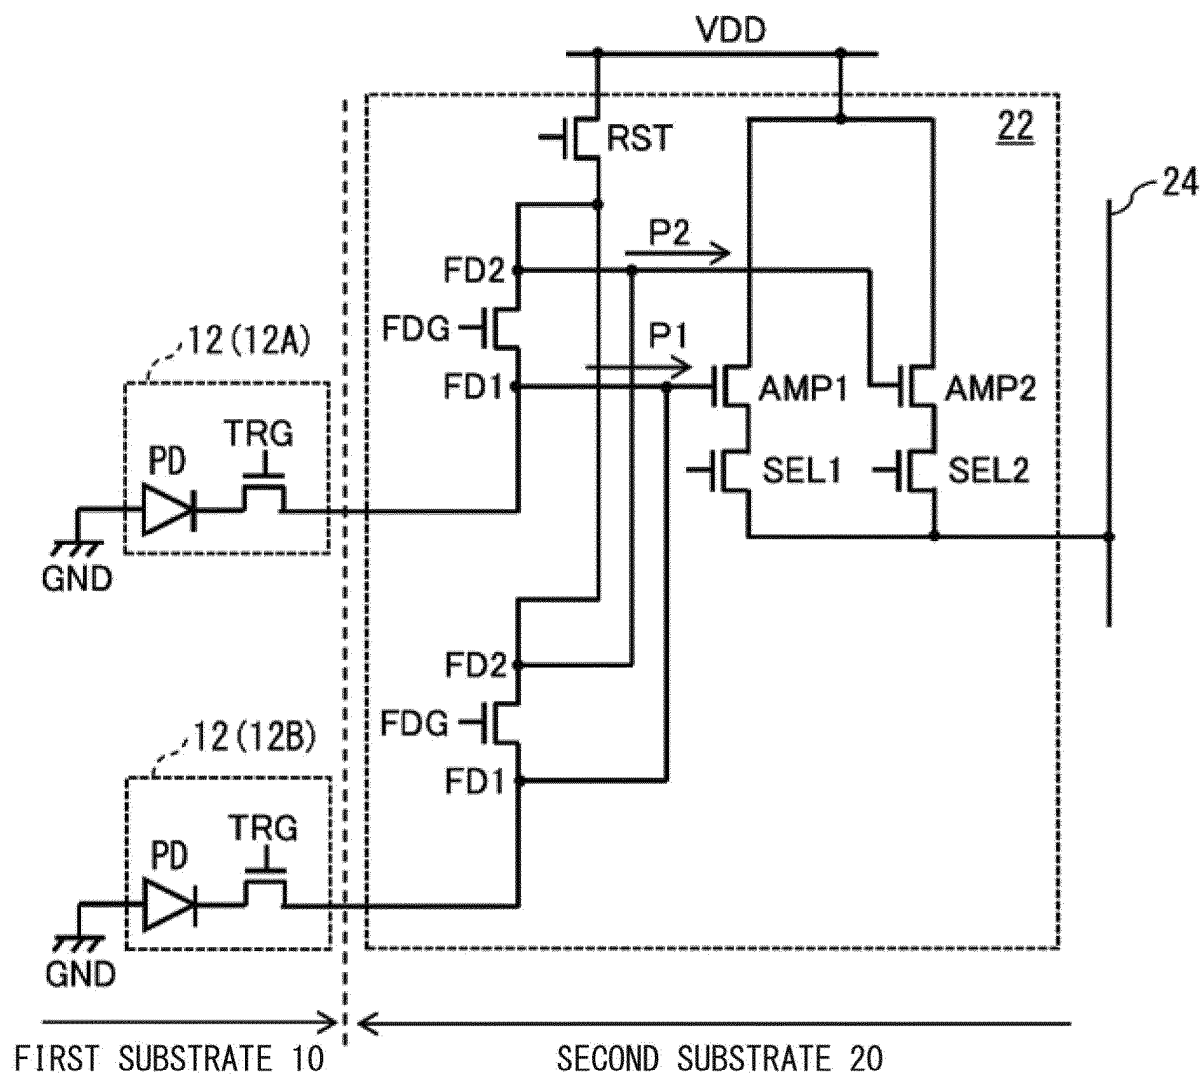 VDD
22
RST
24
P2
FD2
FDG
P1
12(12A)
FD1
AMP1
AMP2
TRG
PD
SEL1
SEL2
GND
FD2
FDG
12(12B)
FD1
TRG
PD
GND
FIRST SUBSTRATE 10
SECOND SUBSTRATE 20